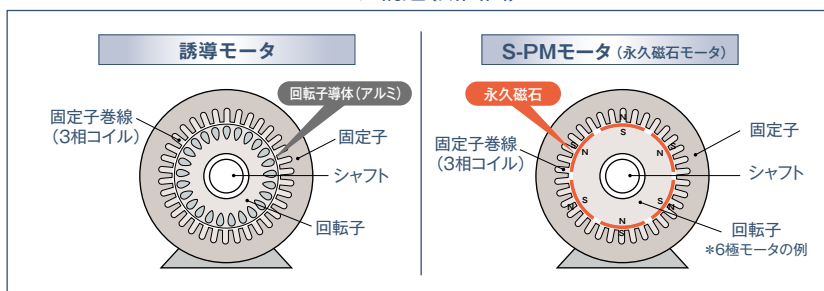 誘導モータ
回転子導体(アルミ)
固定子巻線
(3相コイル)
固定子
シャフト
回転子
S-PMモータ(永久磁石モータ)
永久磁石
固定子巻線
(3相コイル)
固定子
シャフト
回転子
*6極モータの例
N
S
N
N
S
S
N
S
N
N
S